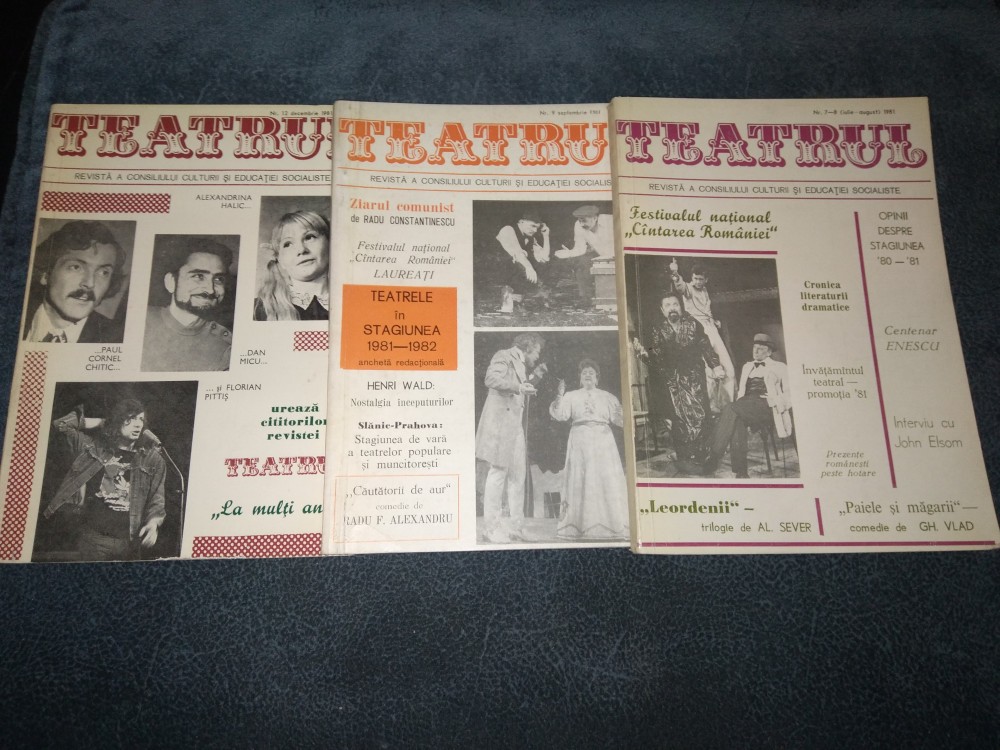 Nr. 12 decembrie 1981
TEATRUL
REVISTĂ A CONSILIULUI CULTURII ŞI EDUCAŢIEI SOCIALISTE
ALEXANDRINA
HALIC...
...PAUL
CORNEL
CHITIC...
...DAN
MICU...
... şi FLORIAN
PITTIŞ
urează
cititorilor
revistei
TEATRU
„La mulţi an
Nr. 9 septembrie 1981
TEATRU
REVISTĂ A CONSILIULUI CULTURII ŞI EDUCAŢIEI SOCIALIS
Ziarul comunist
de RADU CONSTANTINESCU
Festivalul naţional
„Cîntarea României“
LAUREAŢI
TEATRELE
în
STAGIUNEA
1981—1982
anchetă redacţională
HENRI WALD:
Nostalgia începuturilor
Slănic-Prahova:
Stagiunea de vară
a teatrelor populare
şi muncitoreşti
„Căutătorii de aur“
comedie de
RADU F. ALEXANDRU
Nr. 7—8 (iulie - august) 1981
TEATRUL
REVISTĂ A CONSILIULUI CULTURII ŞI EDUCAŢIEI SOCIALISTE
Festivalul naţional
„Cîntarea României“
OPINII
DESPRE
STAGIUNEA
'80 — '81
Cronica
literaturii
dramatice
Centenar
ENESCU
Învăţămîntul
teatral —
promoţia '81
Interviu cu
John Elsom
Prezenţe
româneşti
peste hotare
„Leordenii“ —
trilogie de AL. SEVER
„Paiele şi măgarii“ —
comedie de GH. VLAD